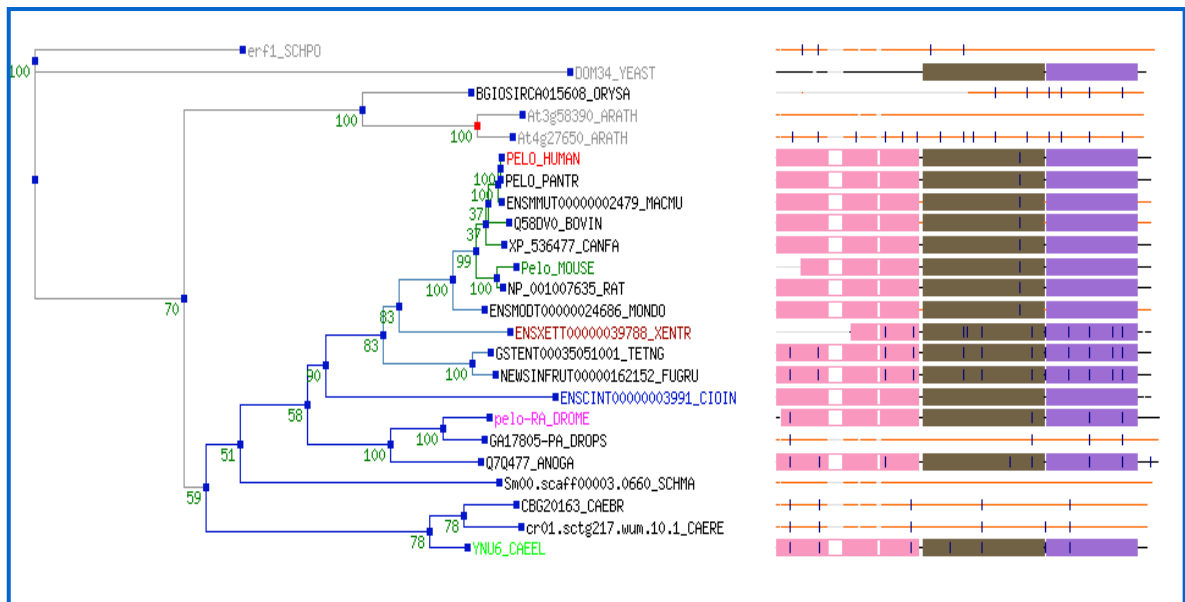 erf1_SCHPO
100
DOM34_YEAST
BGIOSIRCA015608_ORYSA
100
At3g58390_ARATH
100
At4g27650_ARATH
PELO_HUMAN
100
PELO_PANTR
100
ENSMMUT00000002479_MACMU
37
Q58DV0_BOVIN
37
XP_536477_CANFA
99
Pelo_MOUSE
100
100
NP_001007635_RAT
ENSMODT00000024686_MONDO
83
ENSXETT00000039788_XENTR
83
GSTENT00035051001_TETNG
100
NEWSINFRUT00000162152_FUGRU
90
ENSCINT00000003991_CIOIN
58
pelo-RA_DROME
100
GA17805-PA_DROPS
51
100
Q7Q477_ANOGA
Sm00.scaff00003.0660_SCHMA
59
CBG20163_CAEBR
78
cr01.sctg217.wum.10.1_CAERE
78
YNU6_CAEEL
70